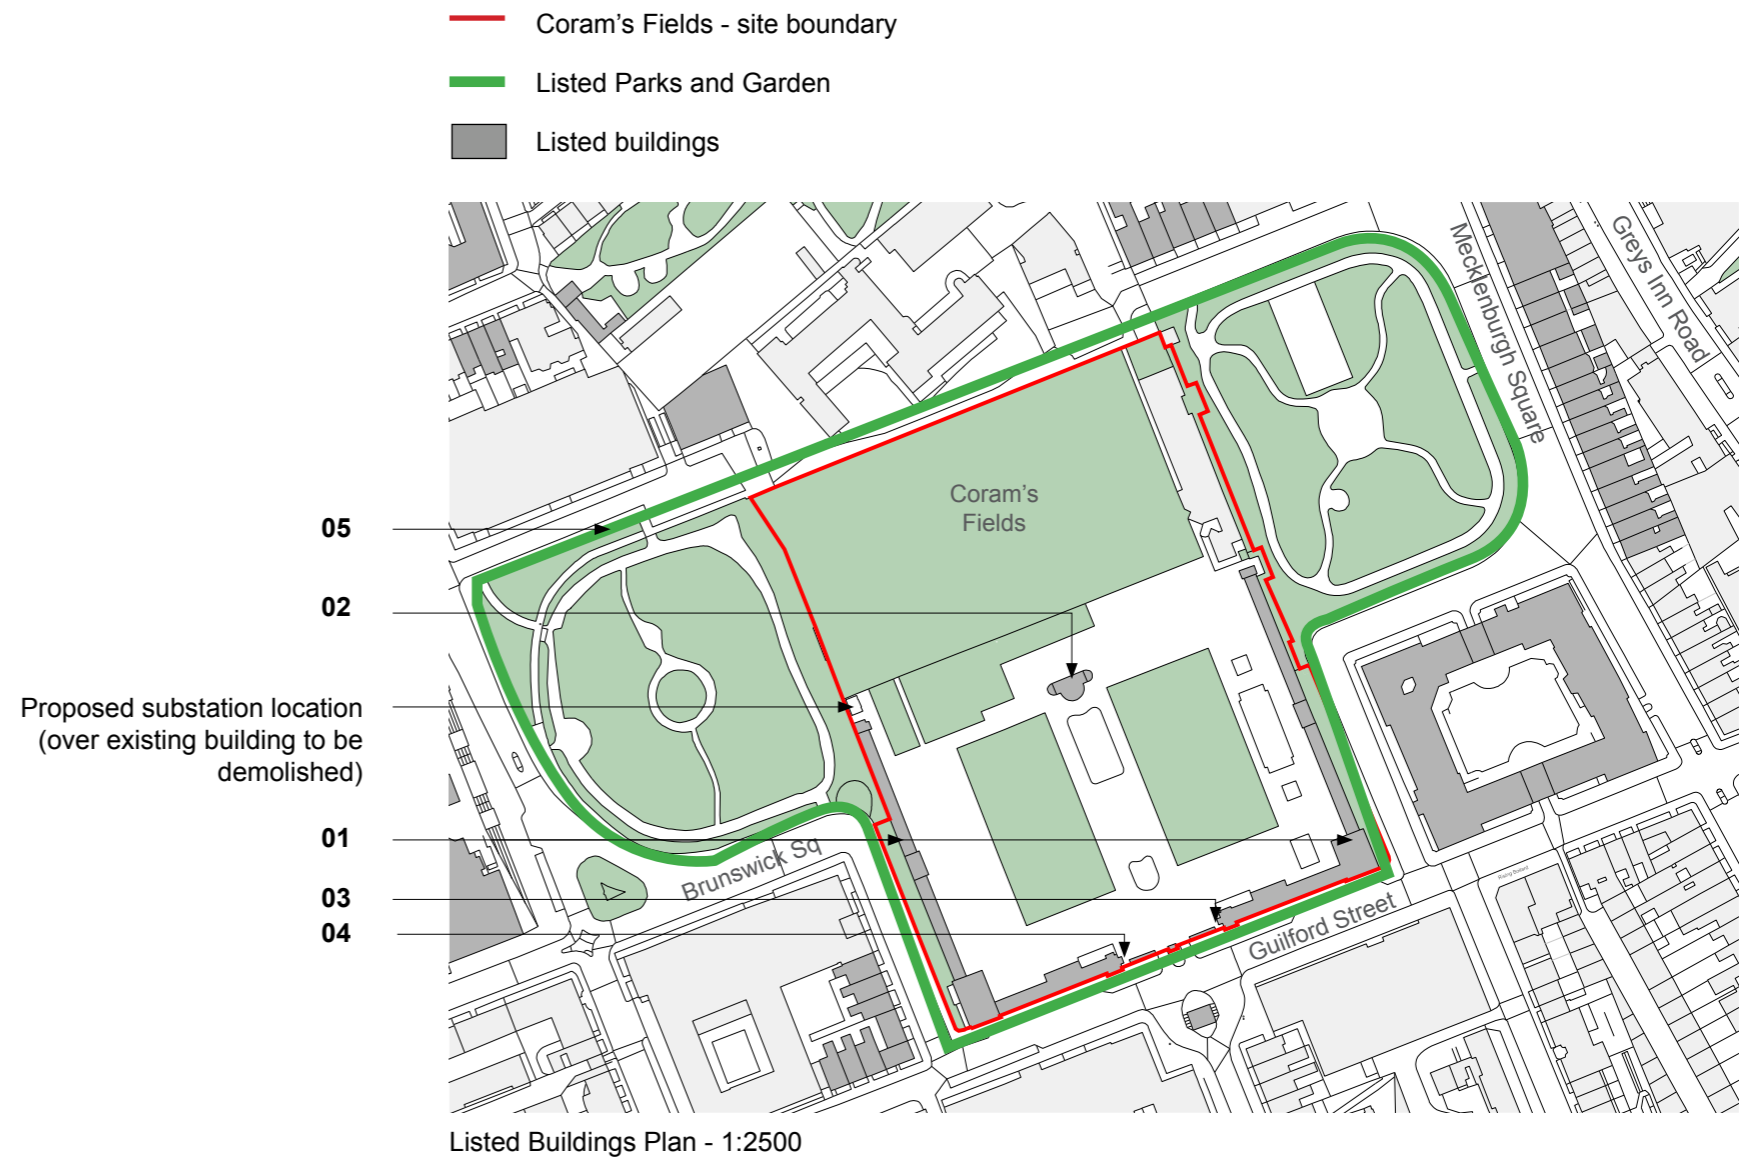 Coram's Fields - site boundary
Listed Parks and Garden
Listed buildings
Mecklenburgh Square
Greys Inn Road
Coram's
Fields
05
02
Proposed substation location
(over existing building to be
demolished)
01
03
04
Brunswick Sq
Guilford Street
Listed Buildings Plan - 1:2500